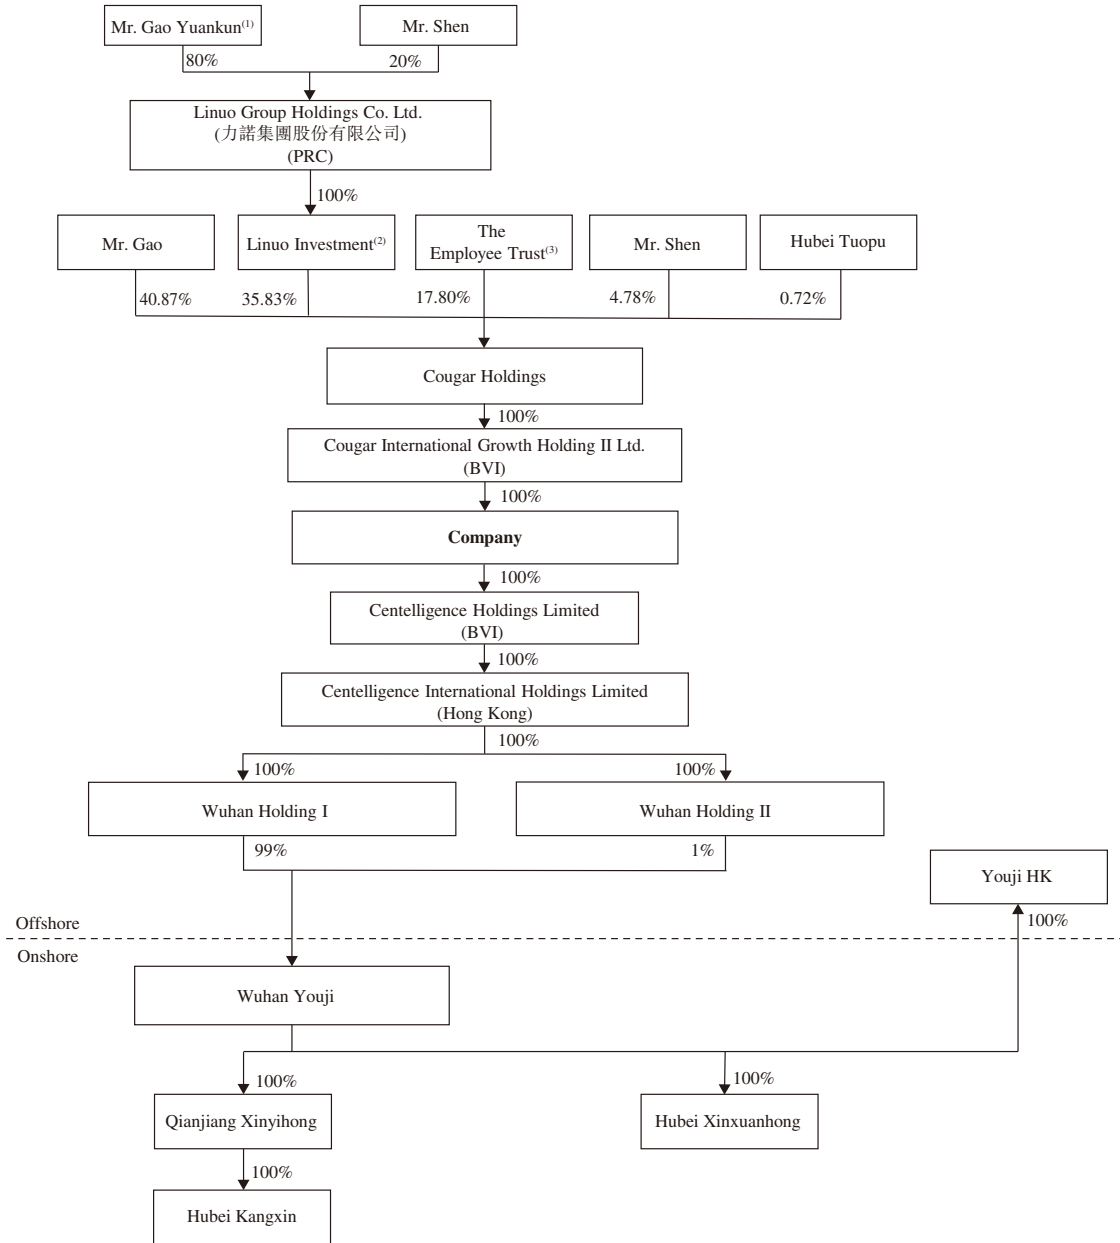 Mr. Gao Yuankun(1)
Mr. Shen
80%
20%
Linuo Group Holdings Co. Ltd.
(力諾集團股份有限公司)
(PRC)
100%
Mr. Gao
Linuo Investment(2)
The
Employee Trust(3)
Mr. Shen
Hubei Tuopu
40.87%
35.83%
17.80%
4.78%
0.72%
Cougar Holdings
100%
Cougar International Growth Holding II Ltd.
(BVI)
100%
Company
100%
Centelligence Holdings Limited
(BVI)
100%
Centelligence International Holdings Limited
(Hong Kong)
100%
100%
100%
Wuhan Holding I
Wuhan Holding II
99%
1%
Youji HK
100%
Offshore
Onshore
Wuhan Youji
100%
100%
Qianjiang Xinyihong
Hubei Xinxuanhong
100%
Hubei Kangxin